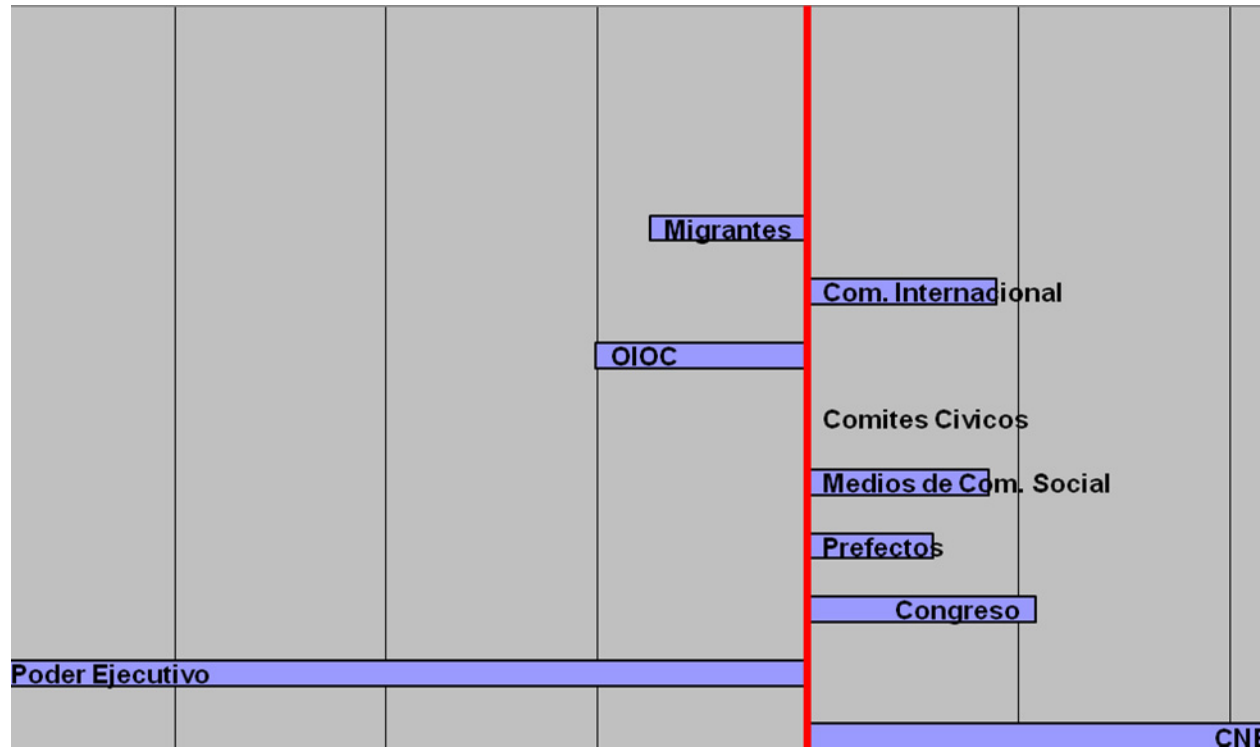 Migrantes
Com. Internacional
OIOC
Comites Civicos
Medios de Com. Social
Prefectos
Congreso
Poder Ejecutivo